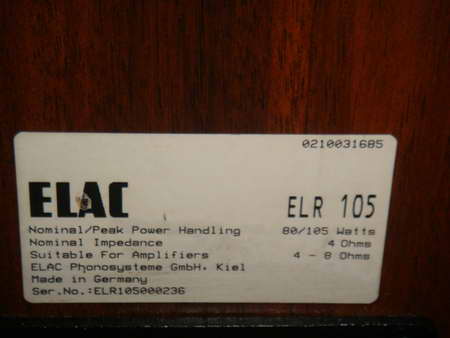 0210031685
ELAC ELR 105
Nominal/Peak Power Handling 80/105 Watts
Nominal Impedance 4 Ohms
Suitable For Amplifiers 4 - 8 Ohms
ELAC Phonosysteme GmbH. Kiel
Made in Germany
Ser.No.:ELR105000236